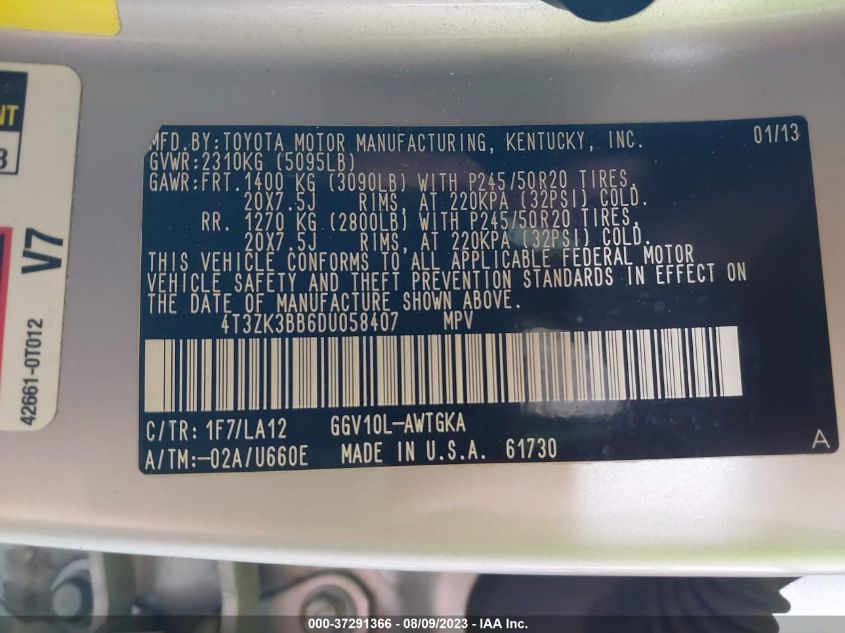 MFD.BY:TOYOTA MOTOR MANUFACTURING, KENTUCKY, INC. 01/13
GVWR:2310KG (5095LB)
GAWR:FRT.1400 KG (3090LB) WITH P245/50R20 TIRES,
20X7.5J RIMS, AT 220KPA (32PSI) COLD.
RR. 1270 KG (2800LB) WITH P245/50R20 TIRES,
20X7.5J RIMS, AT 220KPA (32PSI) COLD.
THIS VEHICLE CONFORMS TO ALL APPLICABLE FEDERAL MOTOR
VEHICLE SAFETY AND THEFT PREVENTION STANDARDS IN EFFECT ON
THE DATE OF MANUFACTURE SHOWN ABOVE.
4T3ZK3BB6DU058407 MPV
C/TR: 1F7/LA12 GGV10L-AWTGKA
A/TM:-02A/U660E MADE IN U.S.A. 61730
A
NT
V7
42661-0T012
000-37291366 - 08/09/2023 - IAA Inc.